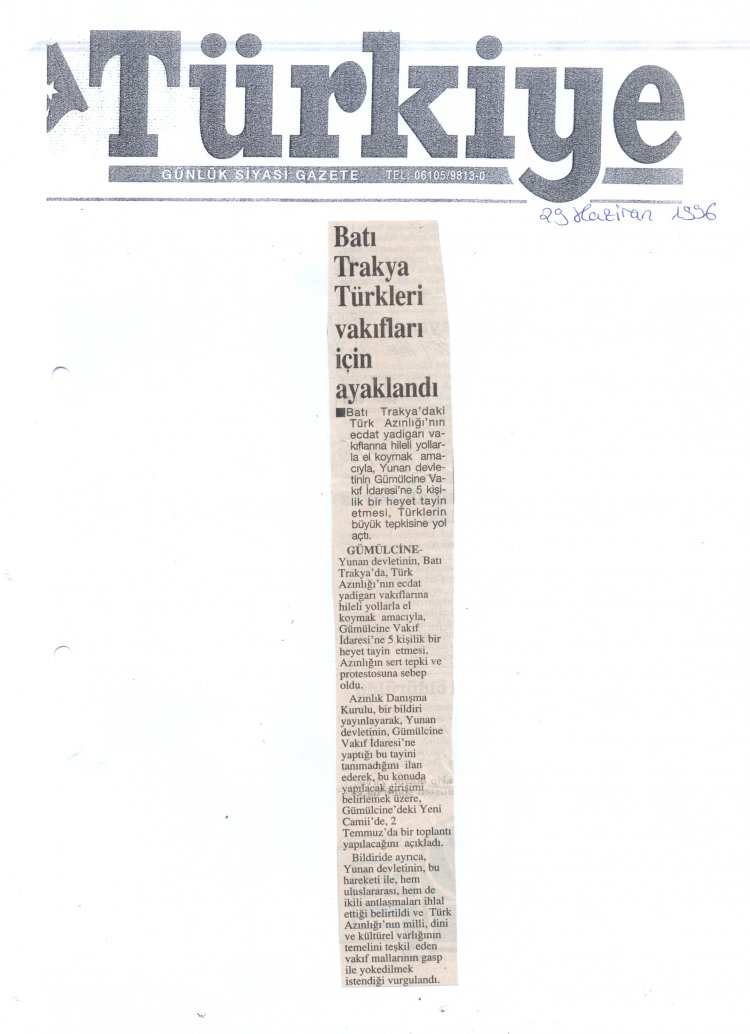 Türkiye
GÜNLÜK SİYASİ GAZETE TEL: 06105/9813-0
29 Haziran 1996
Batı
Trakya
Türkleri
vakıfları
için
ayaklandı
■Batı Trakya'daki
Türk Azınlığı'nın
ecdat yadigarı va-
kıflarına hileli yollar-
la el koymak ama-
cıyla, Yunan devle-
tinin Gümülcine Va-
kıf İdaresi'ne 5 kişi-
lik bir heyet tayin
etmesi, Türklerin
büyük tepkisine yol
açtı.
GÜMÜLCİNE-
Yunan devletinin, Batı
Trakya'da, Türk
Azınlığı'nın ecdat
yadigarı vakıflarına
hileli yollarla el
koymak amacıyla,
Gümülcine Vakıf
İdaresi'ne 5 kişilik bir
heyet tayin etmesi,
Azınlığın sert tepki ve
protestosuna sebep
oldu.
Azınlık Danışma
Kurulu, bir bildiri
yayınlayarak, Yunan
devletinin, Gümülcine
Vakıf İdaresi'ne
yaptığı bu tayini
tanımadığını ilan
ederek, bu konuda
yapılacak girişimi
belirlemek üzere,
Gümülcine'deki Yeni
Camii'de, 2
Temmuz'da bir toplantı
yapılacağını açıkladı.
Bildiride ayrıca,
Yunan devletinin, bu
hareketi ile, hem
uluslararası, hem de
ikili antlaşmaları ihlal
ettiği belirtildi ve Türk
Azınlığı'nın milli, dini
ve kültürel varlığının
temelini teşkil eden
vakıf mallarının gasp
ile yokedilmek
istendiği vurgulandı.